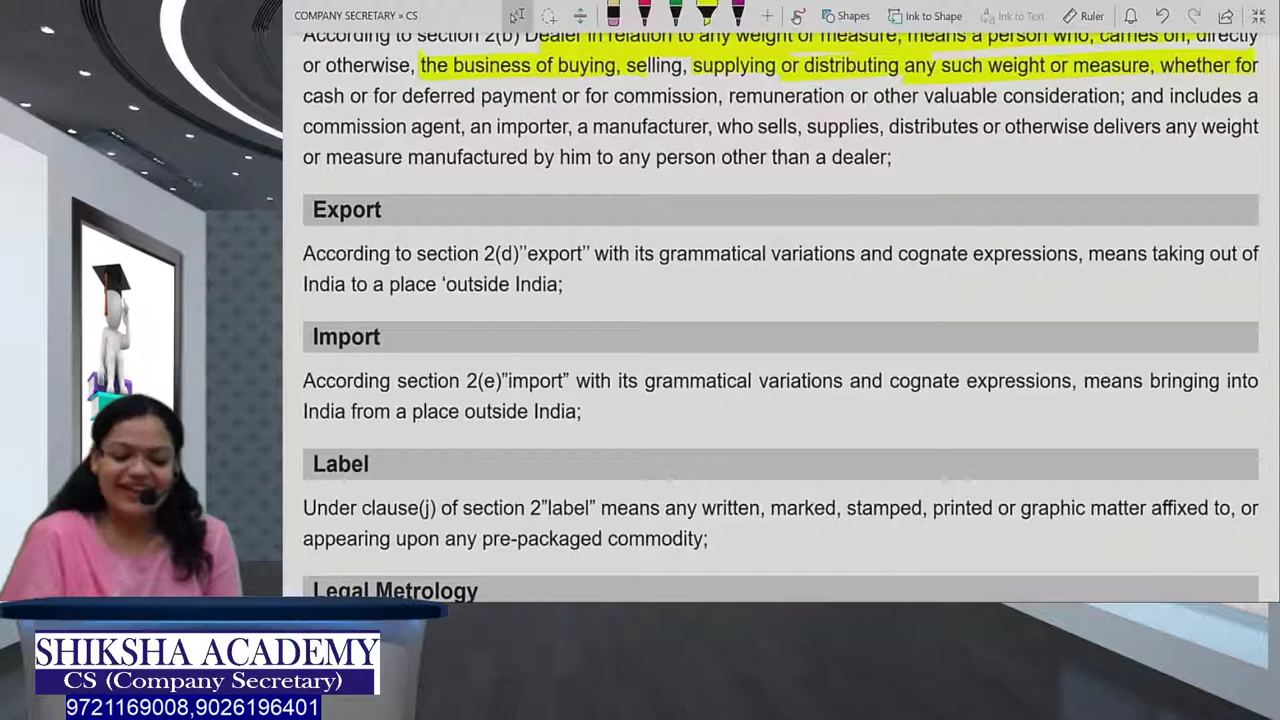 COMPANY SECRETARY » CS
Shapes
Ink to Shape
Ink to Text
Ruler
According to section 2(b) Dealer in relation to any weight or measure, means a person who, carries on, directly
or otherwise, the business of buying, selling, supplying or distributing any such weight or measure, whether for
cash or for deferred payment or for commission, remuneration or other valuable consideration; and includes a
commission agent, an importer, a manufacturer, who sells, supplies, distributes or otherwise delivers any weight
or measure manufactured by him to any person other than a dealer;
Export
According to section 2(d)”export” with its grammatical variations and cognate expressions, means taking out of
India to a place ‘outside India;
Import
According section 2(e)”import” with its grammatical variations and cognate expressions, means bringing into
India from a place outside India;
Label
Under clause(j) of section 2”label” means any written, marked, stamped, printed or graphic matter affixed to, or
appearing upon any pre-packaged commodity;
Legal Metrology
SHIKSHA ACADEMY
CS (Company Secretary)
9721169008,9026196401